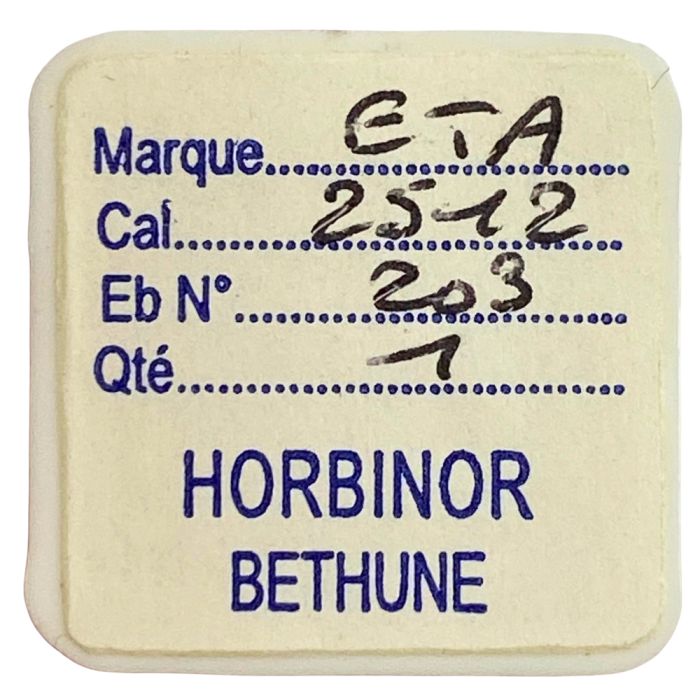 Marque..........ETA
Cal..........2512
Eb N°..........203
Qté..........1
HORBINOR
BETHUNE